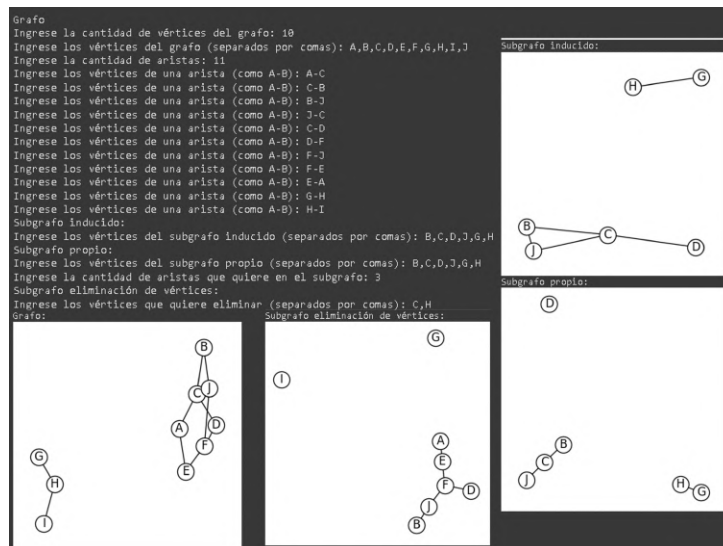 Grafo
Ingrese la cantidad de vértices del grafo: 10
Ingrese los vértices del grafo (separados por comas): A,B,C,D,E,F,G,H,I,J
Ingrese la cantidad de aristas: 11
Ingrese los vértices de una arista (como A-B): A-C
Ingrese los vértices de una arista (como A-B): C-B
Ingrese los vértices de una arista (como A-B): B-J
Ingrese los vértices de una arista (como A-B): J-C
Ingrese los vértices de una arista (como A-B): C-D
Ingrese los vértices de una arista (como A-B): D-F
Ingrese los vértices de una arista (como A-B): F-J
Ingrese los vértices de una arista (como A-B): F-E
Ingrese los vértices de una arista (como A-B): E-A
Ingrese los vértices de una arista (como A-B): G-H
Ingrese los vértices de una arista (como A-B): H-I
Subgrafo inducido:
Ingrese los vértices del subgrafo inducido (separados por comas): B,C,D,J,G,H
Subgrafo propio:
Ingrese los vértices del subgrafo propio (separados por comas): B,C,D,J,G,H
Ingrese la cantidad de aristas que quiere en el subgrafo: 3
Subgrafo eliminación de vértices:
Ingrese los vértices que quiere eliminar (separados por comas): C,H
Grafo:
B
J
C
A
D
F
E
G
H
I
Subgrafo eliminación de vértices:
G
I
A
E
F
D
J
B
Subgrafo inducido:
G
H
B
C
J
D
Subgrafo propio:
D
B
C
J
H
G